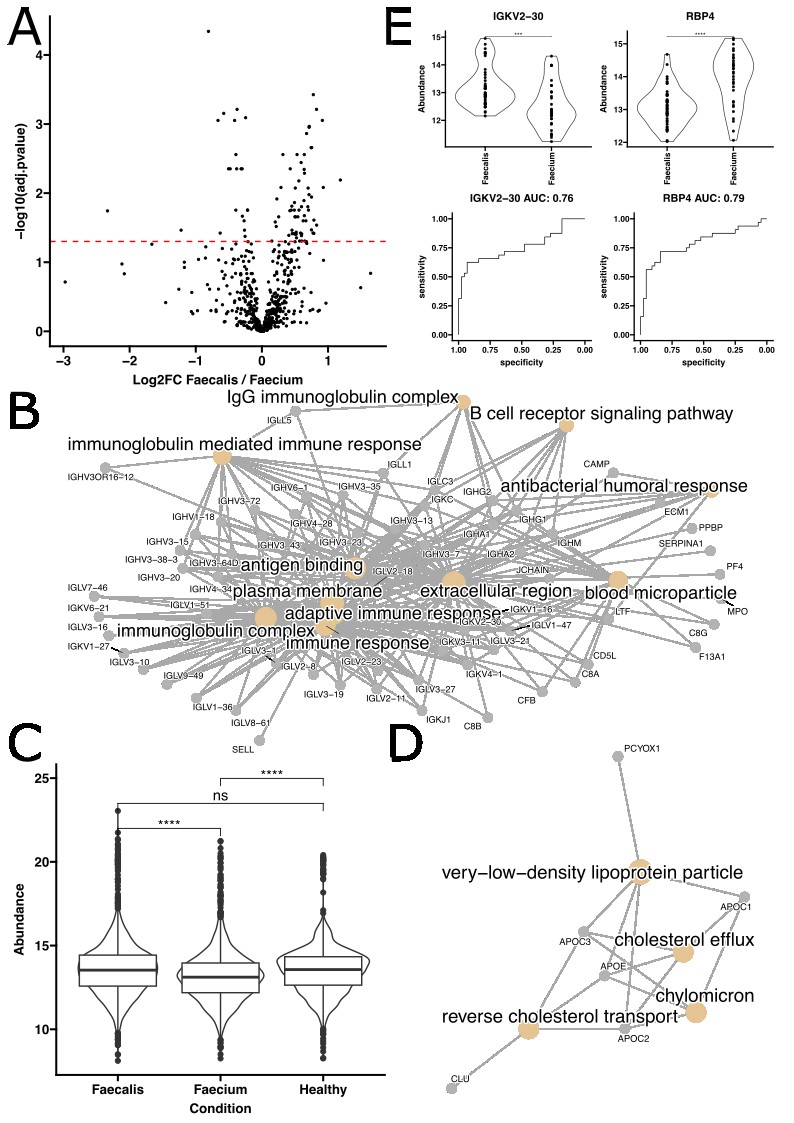 A
−log10(adj.pvalue)
4
3
2
1
0
−3
−2
−1
0
1
Log2FC Faecalis / Faecium
E
IGKV2−30
Abundance
15
14
13
12
***
Faecalis
Faecium
RBP4
Abundance
15
14
13
12
****
Faecalis
Faecium
IGKV2−30 AUC: 0.76
sensitivity
1.00
0.75
0.50
0.25
0.00
1.00
0.75
0.50
0.25
0.00
specificity
RBP4 AUC: 0.79
sensitivity
1.00
0.75
0.50
0.25
0.00
1.00
0.75
0.50
0.25
0.00
specificity
B
IgG immunoglobulin complex
B cell receptor signaling pathway
IGLL5
immunoglobulin mediated immune response
IGHV3OR16−12
IGLL1
CAMP
IGHV6−1
IGHV3−35
IGLC3
IGKC
IGHG2
antibacterial humoral response
IGHV3−72
ECM1
IGHV1−18
IGHV4−28
IGHV3−13
IGHG1
PPBP
IGHA1
IGHV3−15
IGHV3−43
IGHV3−23
IGHM
SERPINA1
IGHV3−38−3
IGHV3−64D
antigen binding
IGLV2−18
IGHV3−7
IGHA2
JCHAIN
PF4
IGHV3−20
IGHV4−34
plasma membrane
extracellular region
blood microparticle
IGLV7−46
IGKV6−21
IGLV1−51
adaptive immune response
IGKV1−16
LTF
MPO
IGLV3−16
immunoglobulin complex
IGKV2−30
IGLV1−47
C8G
IGKV1−27
immune response
IGKV3−11
IGLV3−21
F13A1
IGLV3−10
IGLV3−1
IGLV2−8
IGLV2−23
IGKV4−1
CD5L
C8A
IGLV9−49
IGLV3−19
IGLV2−11
IGLV3−27
CFB
IGLV1−36
IGLV8−61
IGKJ1
C8B
SELL
C
Abundance
25
20
15
10
****
ns
****
Faecalis
Faecium
Healthy
Condition
D
PCYOX1
very−low−density lipoprotein particle
APOC1
APOC3
cholesterol efflux
APOE
chylomicron
reverse cholesterol transport
APOC2
CLU